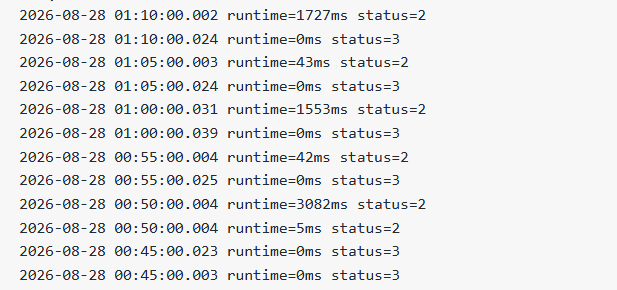 2026-08-28 01:10:00.002 runtime=1727ms status=2
2026-08-28 01:10:00.024 runtime=0ms status=3
2026-08-28 01:05:00.003 runtime=43ms status=2
2026-08-28 01:05:00.024 runtime=0ms status=3
2026-08-28 01:00:00.031 runtime=1553ms status=2
2026-08-28 01:00:00.039 runtime=0ms status=3
2026-08-28 00:55:00.004 runtime=42ms status=2
2026-08-28 00:55:00.025 runtime=0ms status=3
2026-08-28 00:50:00.004 runtime=3082ms status=2
2026-08-28 00:50:00.004 runtime=5ms status=2
2026-08-28 00:45:00.023 runtime=0ms status=3
2026-08-28 00:45:00.003 runtime=0ms status=3